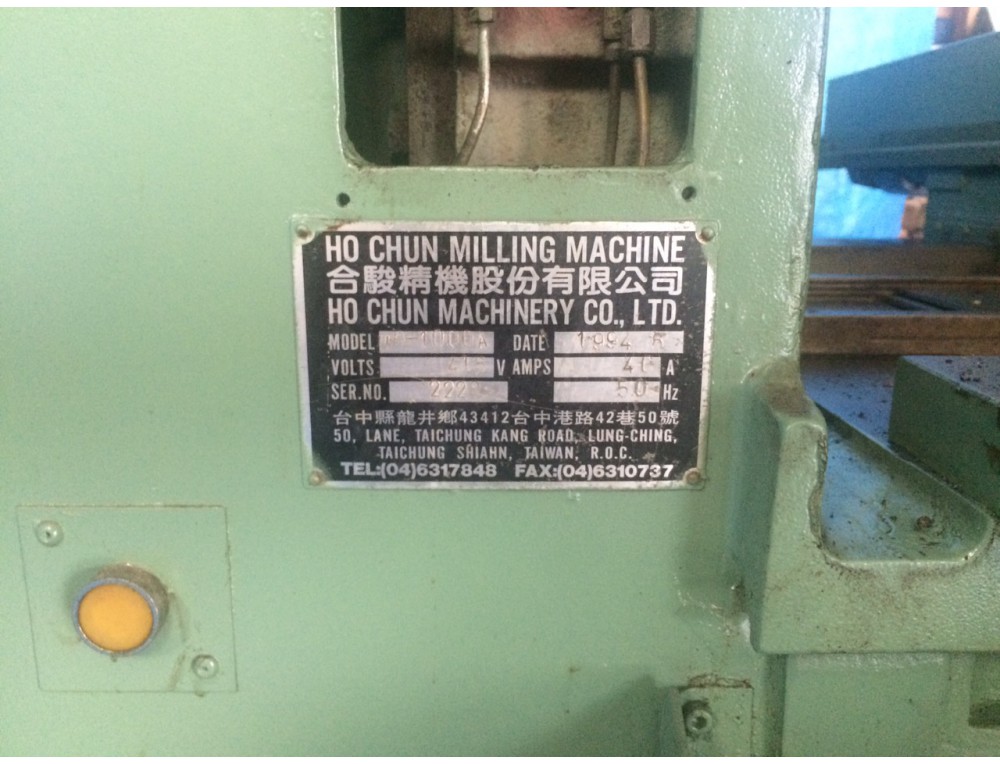 HO CHUN MILLING MACHINE
合駿精機股份有限公司
HO CHUN MACHINERY CO., LTD.
MODEL DATE 1994
VOLTS V AMPS A
SER.NO. 222 50 Hz
台中縣龍井鄉43412台中港路42巷50號
50, LANE, TAICHUNG KANG ROAD, LUNG-CHING,
TAICHUNG SHIAHN, TAIWAN, R.O.C.
TEL:(04)6317848 FAX:(04)6310737